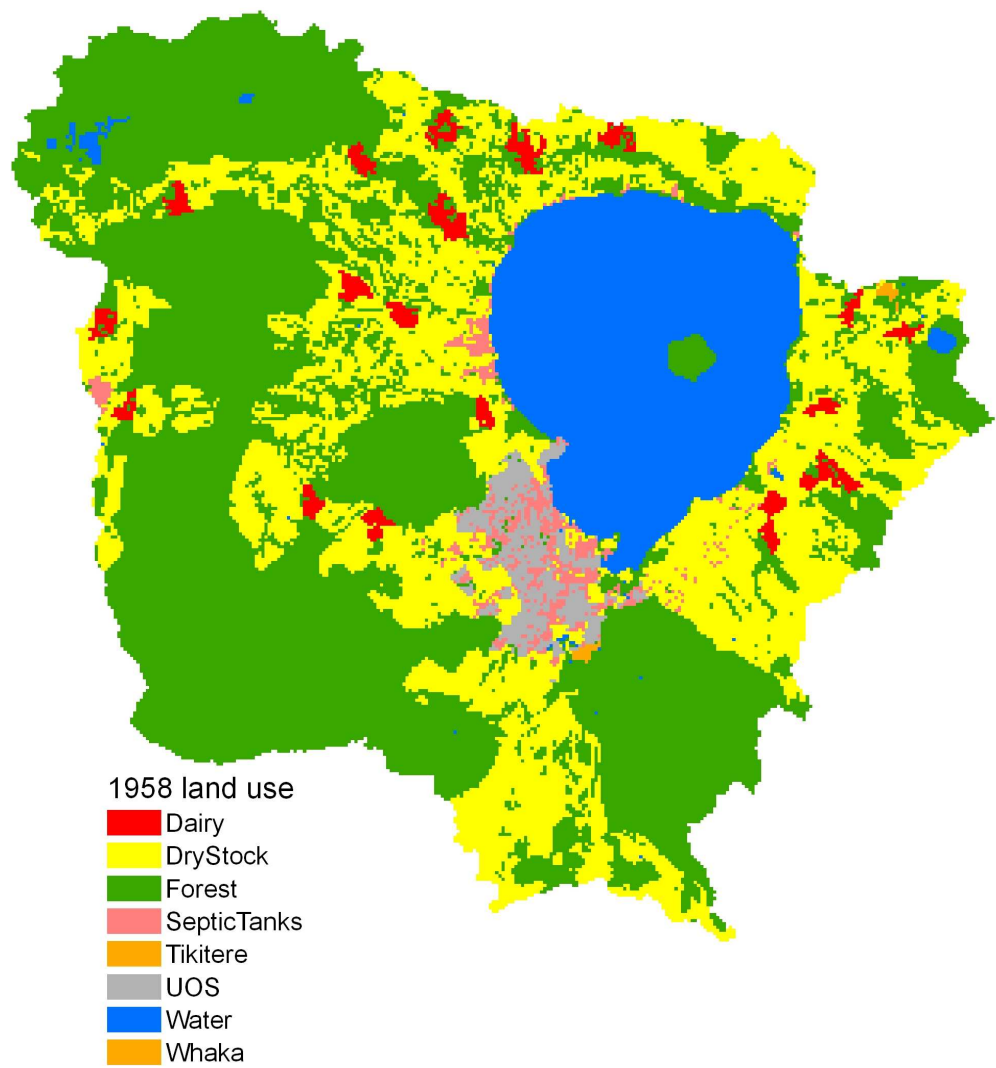 1958 land use
Dairy
DryStock
Forest
SepticTanks
Tikitere
UOS
Water
Whaka